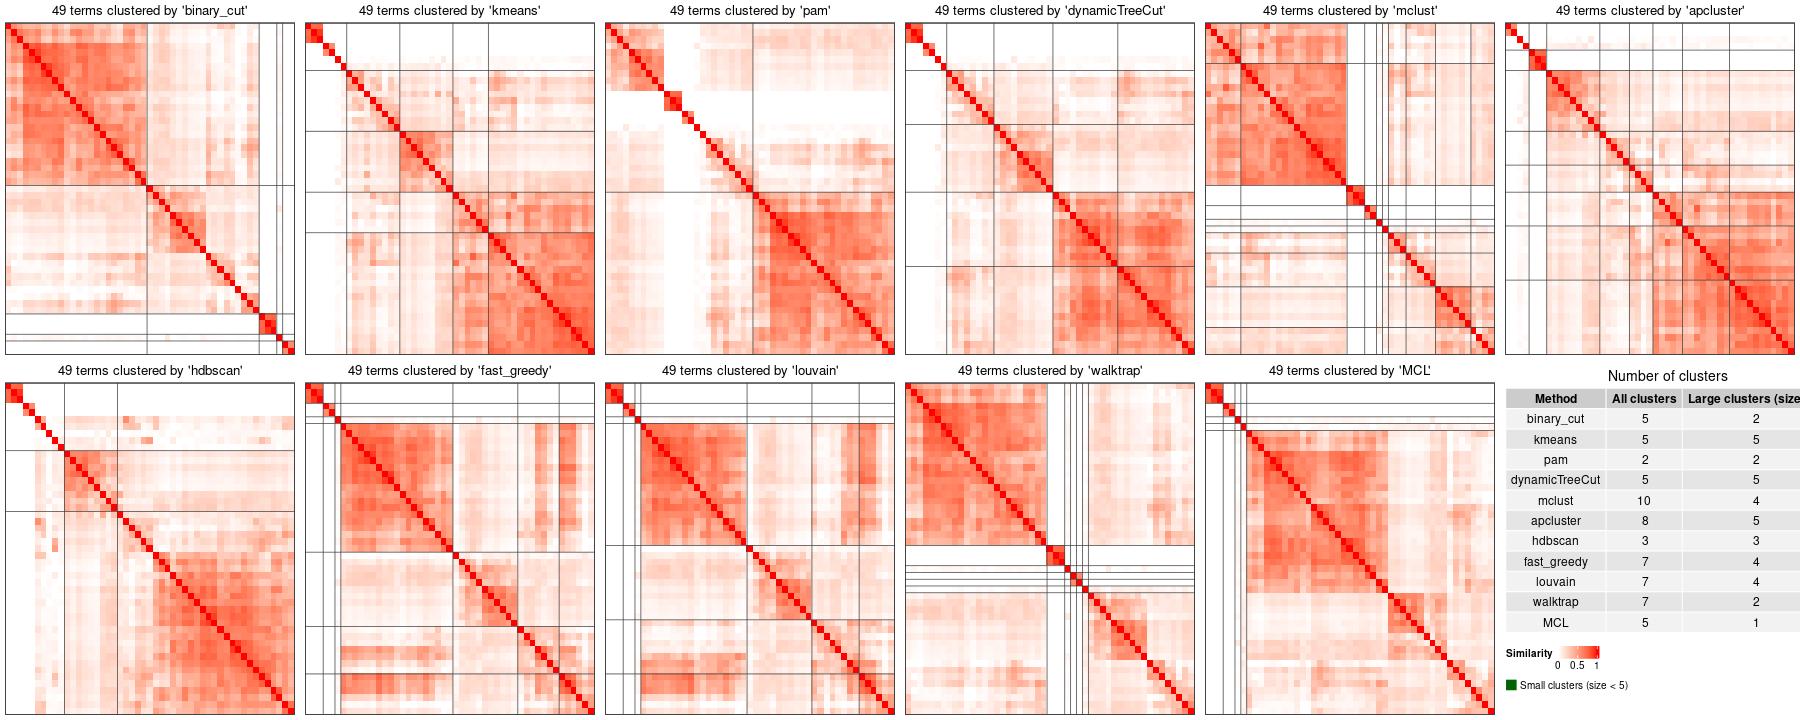 49 terms clustered by 'binary_cut'
49 terms clustered by 'kmeans'
49 terms clustered by 'pam'
49 terms clustered by 'dynamicTreeCut'
49 terms clustered by 'mclust'
49 terms clustered by 'apcluster'
49 terms clustered by 'hdbscan'
49 terms clustered by 'fast_greedy'
49 terms clustered by 'louvain'
49 terms clustered by 'walktrap'
49 terms clustered by 'MCL'
Number of clusters
Method All clusters Large clusters (size
binary_cut 5 2
kmeans 5 5
pam 2 2
dynamicTreeCut 5 5
mclust 10 4
apcluster 8 5
hdbscan 3 3
fast_greedy 7 4
louvain 7 4
walktrap 7 2
MCL 5 1
Similarity
0 0.5 1
Small clusters (size < 5)